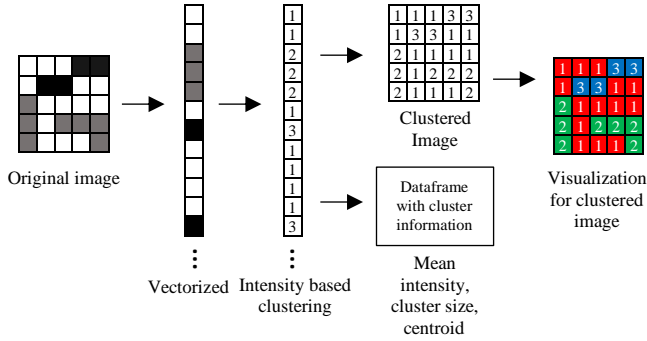 Original image
Vectorized
1
1
2
2
2
1
3
1
1
1
1
3
Intensity based
clustering
1 1 1 3 3
1 3 3 1 1
2 1 1 1 1
2 1 2 2 2
2 1 1 1 2
Clustered
Image
Dataframe
with cluster
information
Mean
intensity,
cluster size,
centroid
1 1 1 3 3
1 3 3 1 1
2 1 1 1 1
2 1 2 2 2
2 1 1 1 2
Visualization
for clustered
image